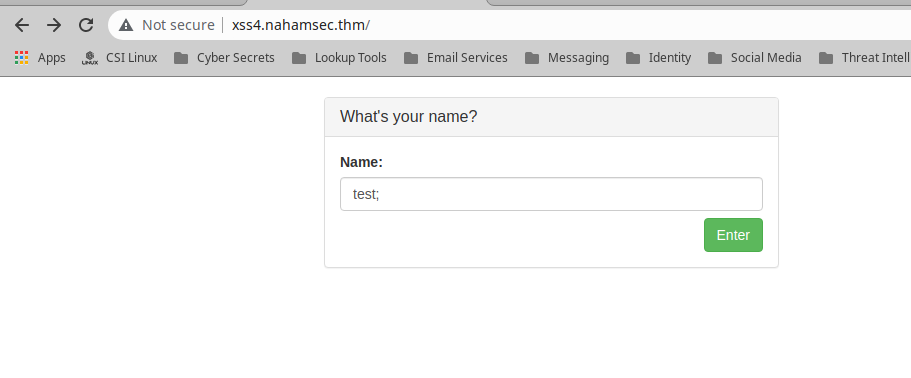 Not secure | xss4.nahamsec.thm/
Apps CSI Linux Cyber Secrets Lookup Tools Email Services Messaging Identity Social Media Threat Intell
What's your name?
Name:
test;
Enter